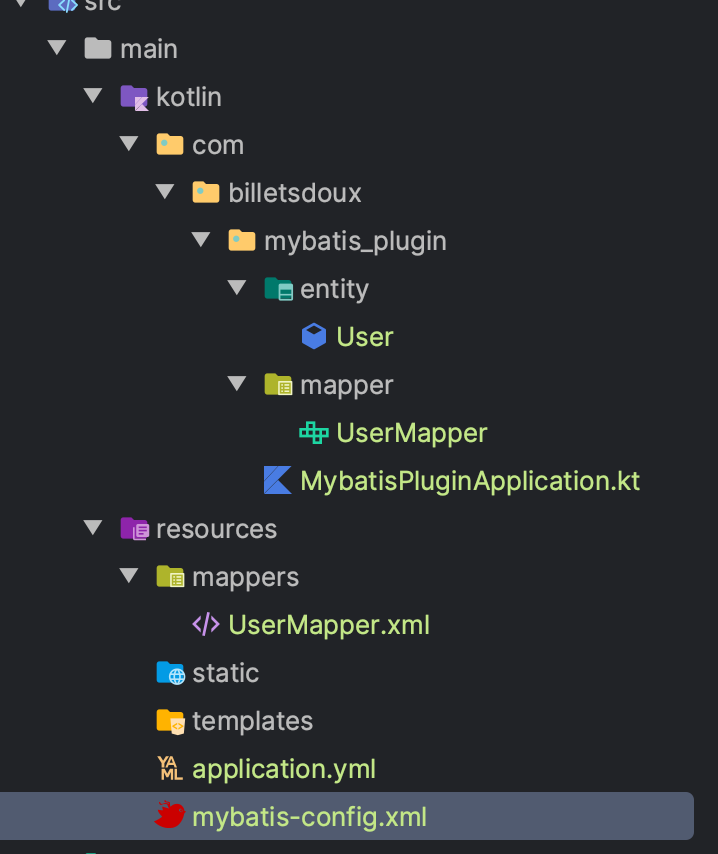 src
main
kotlin
com
billetsdoux
mybatis_plugin
entity
User
mapper
UserMapper
MybatisPluginApplication.kt
resources
mappers
UserMapper.xml
static
templates
YAML application.yml
mybatis-config.xml